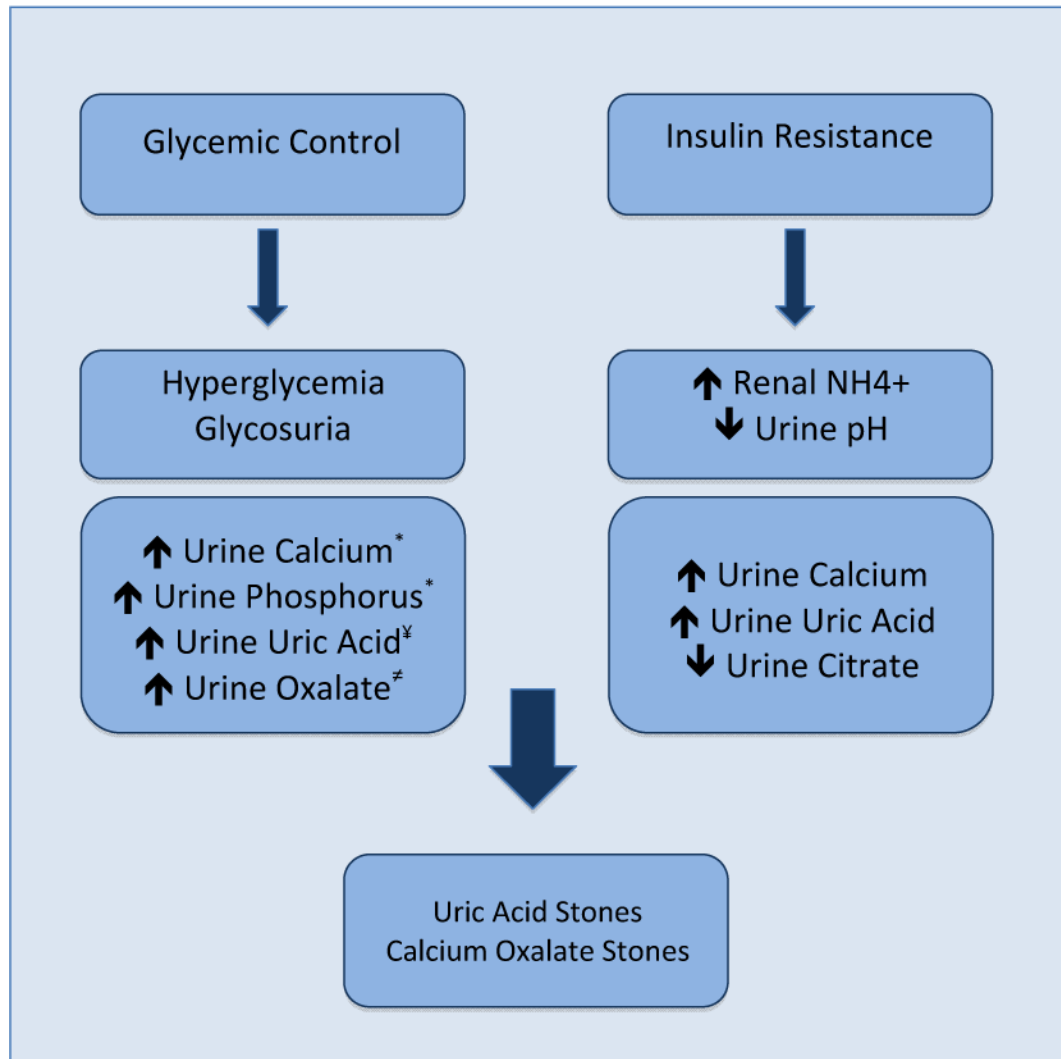 Glycemic Control
Insulin Resistance
Hyperglycemia
Glycosuria
🡱 Renal NH4+
🡳 Urine pH
🡱 Urine Calcium*
🡱 Urine Phosphorus*
🡱 Urine Uric Acid¥
🡱 Urine Oxalate≠
🡱 Urine Calcium
🡱 Urine Uric Acid
🡳 Urine Citrate
Uric Acid Stones
Calcium Oxalate Stones